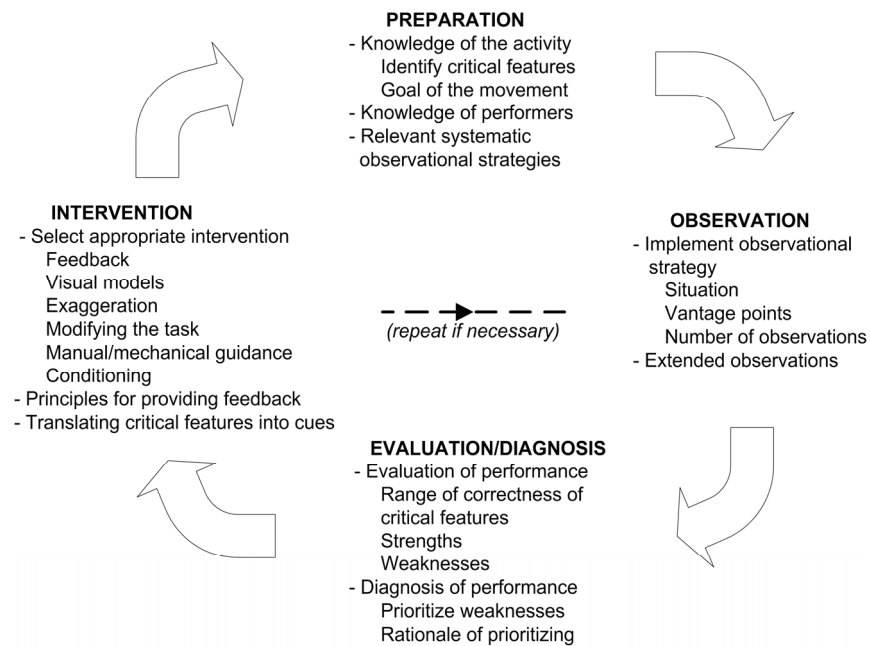 PREPARATION
- Knowledge of the activity
Identify critical features
Goal of the movement
- Knowledge of performers
- Relevant systematic
observational strategies
INTERVENTION
- Select appropriate intervention
Feedback
Visual models
Exaggeration
Modifying the task
Manual/mechanical guidance
Conditioning
- Principles for providing feedback
- Translating critical features into cues
(repeat if necessary)
OBSERVATION
- Implement observational
strategy
Situation
Vantage points
Number of observations
- Extended observations
EVALUATION/DIAGNOSIS
- Evaluation of performance
Range of correctness of
critical features
Strengths
Weaknesses
- Diagnosis of performance
Prioritize weaknesses
Rationale of prioritizing